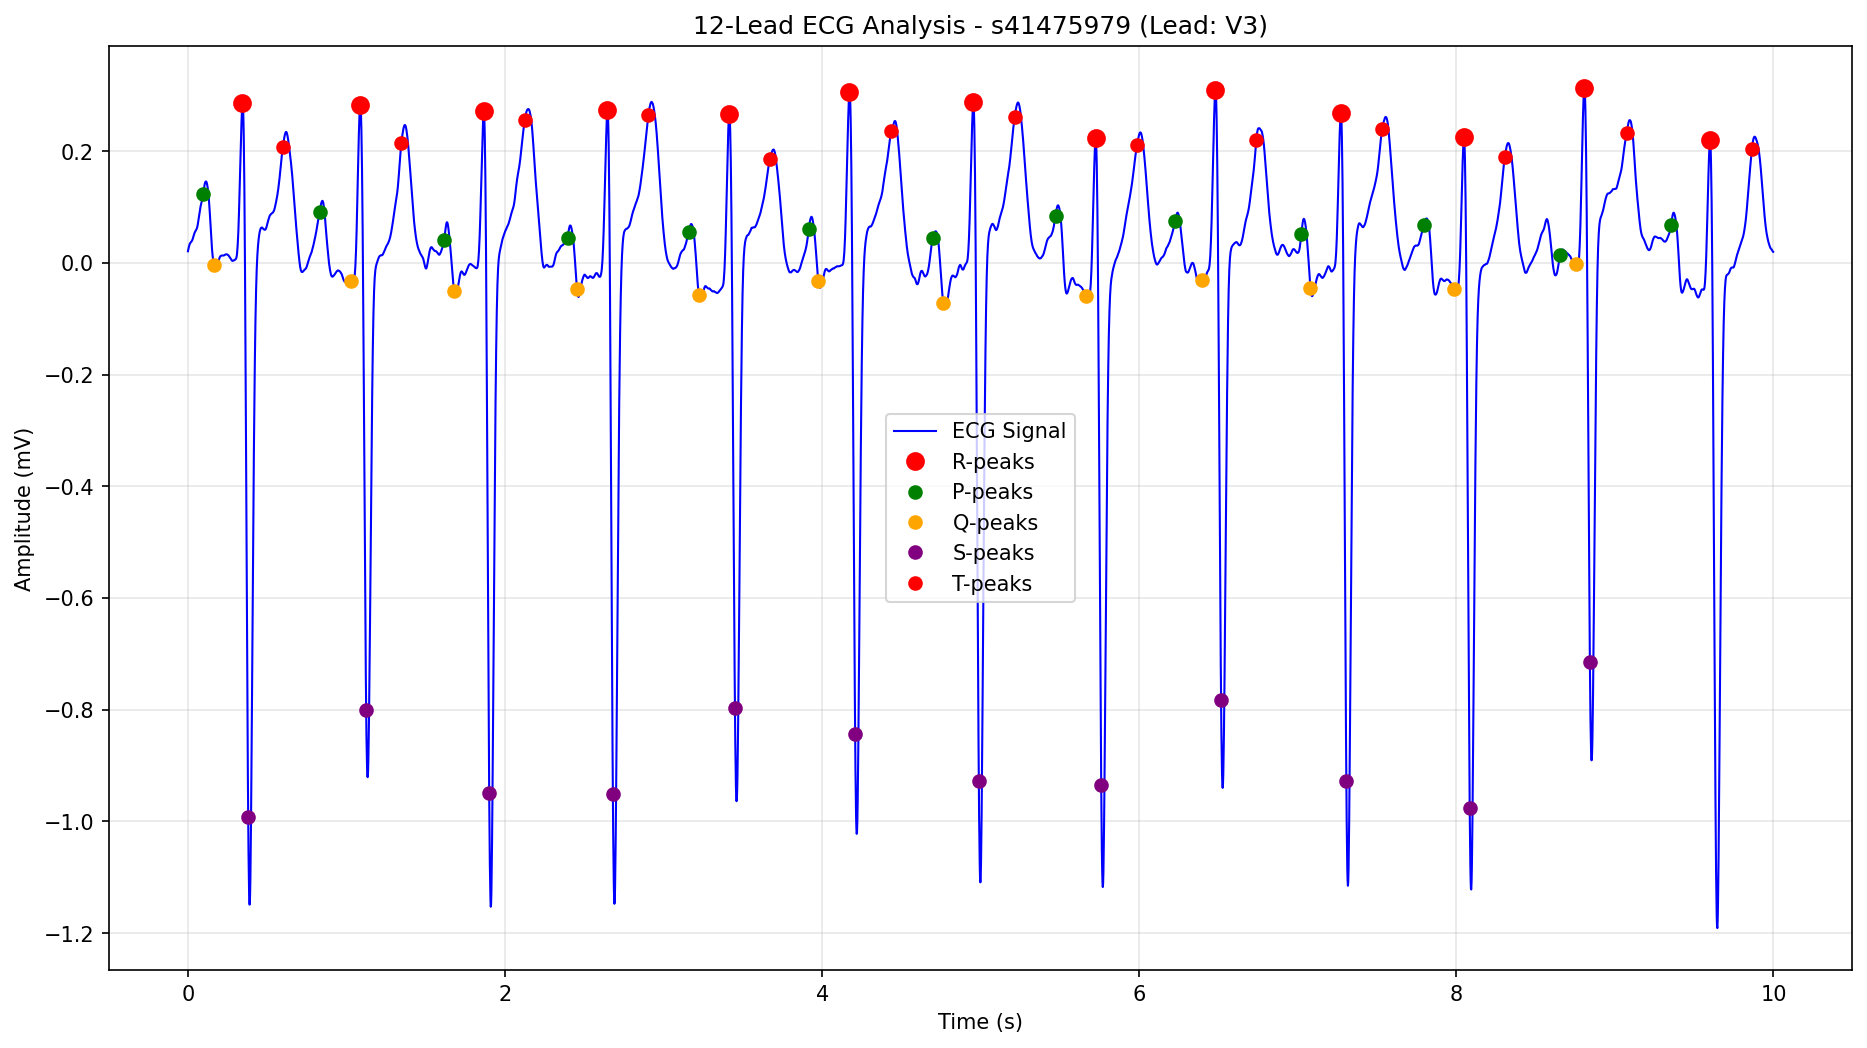 12-Lead ECG Analysis - s41475979 (Lead: V3)
Amplitude (mV)
0.2
0.0
−0.2
−0.4
−0.6
−0.8
−1.0
−1.2
ECG Signal
R-peaks
P-peaks
Q-peaks
S-peaks
T-peaks
0 2 4 6 8 10
Time (s)